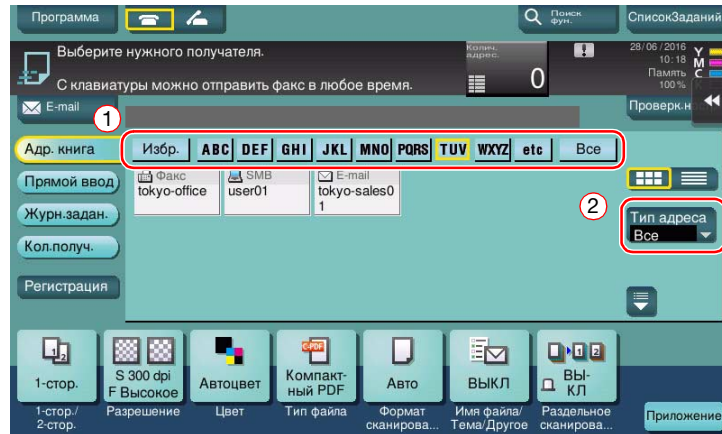 Программа
Поиск фун.
СписокЗаданий
Выберите нужного получателя.
С клавиатуры можно отправить факс в любое время.
Колич. адрес.
0
28/06/2016
10:18
Память
100 %
Y
M
C
K
E-mail
1
Адр. книга
Избр. ABC DEF GHI JKL MNO PQRS TUV WXYZ etc Все
Прямой ввод
Журн.задан.
Кол.получ.
Регистрация
Факс
tokyo-office
SMB
user01
E-mail
tokyo-sales0
1
2
Тип адреса
Все
1-стор.
S 300 dpi
F Высокое
Автоцвет
C-PDF
Компакт-
ный PDF
Авто
ВЫКЛ
ВЫ-
КЛ
1-стор./
2-стор.
Разрешение
Цвет
Тип файла
Формат
сканирова...
Имя файла/
Тема/Другое
Раздельное
сканирова...
Приложение